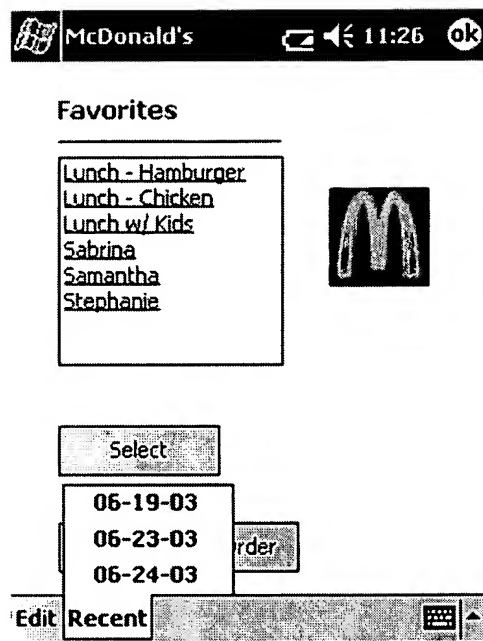 McDonald's 11:26 ok
Favorites
Lunch - Hamburger
Lunch - Chicken
Lunch w/ Kids
Sabrina
Samantha
Stephanie
Select
06-19-03
06-23-03
06-24-03
Edit Recent